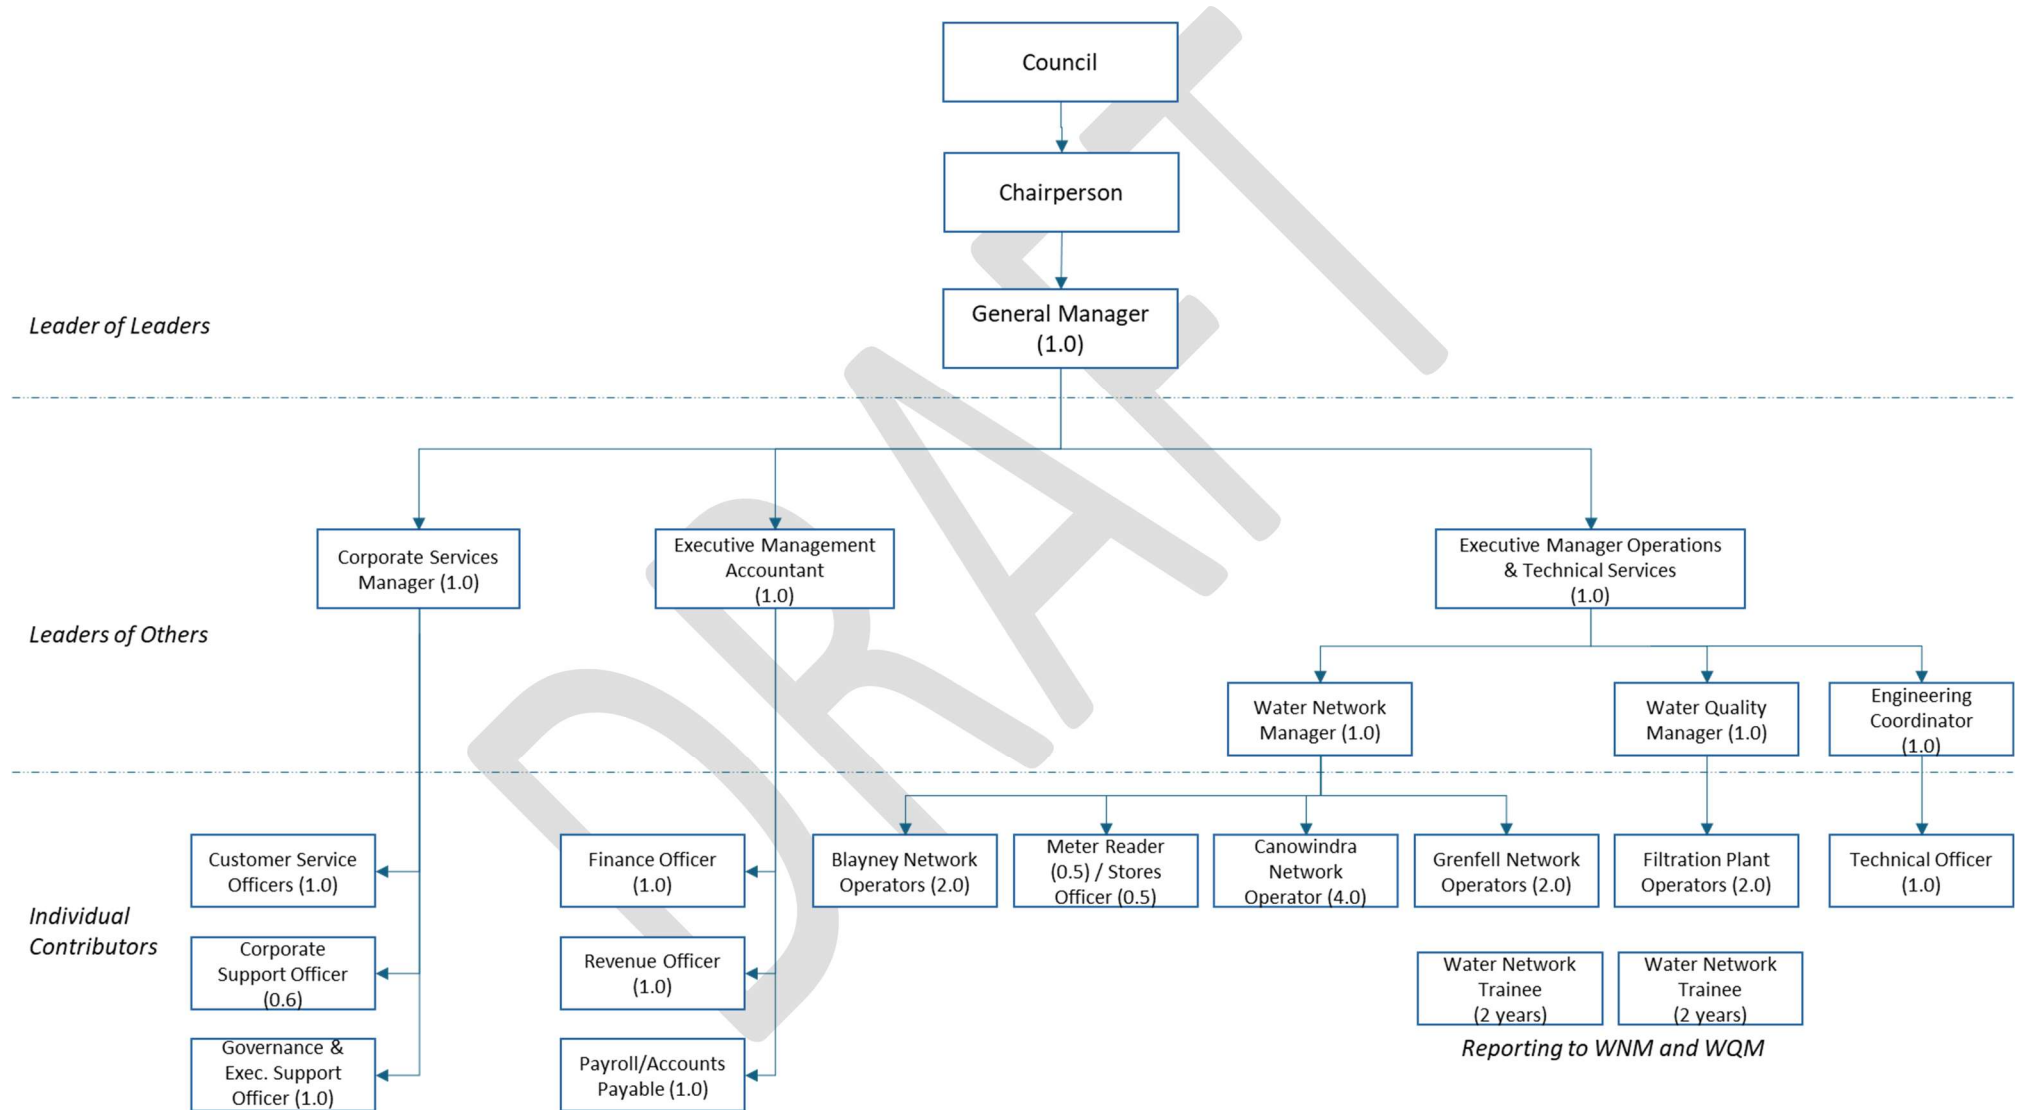 Council
Chairperson
General Manager
(1.0)
Leader of Leaders
Corporate Services
Manager (1.0)
Executive Management
Accountant
(1.0)
Executive Manager Operations
& Technical Services
(1.0)
Leaders of Others
Water Network
Manager (1.0)
Water Quality
Manager (1.0)
Engineering
Coordinator
(1.0)
Customer Service
Officers (1.0)
Finance Officer
(1.0)
Blayney Network
Operators (2.0)
Meter Reader
(0.5) / Stores
Officer (0.5)
Canowindra
Network
Operator (4.0)
Grenfell Network
Operators (2.0)
Filtration Plant
Operators (2.0)
Technical Officer
(1.0)
Individual
Contributors
Corporate
Support Officer
(0.6)
Revenue Officer
(1.0)
Water Network
Trainee
(2 years)
Water Network
Trainee
(2 years)
Reporting to WNM and WQM
Governance &
Exec. Support
Officer (1.0)
Payroll/Accounts
Payable (1.0)
DRAFT